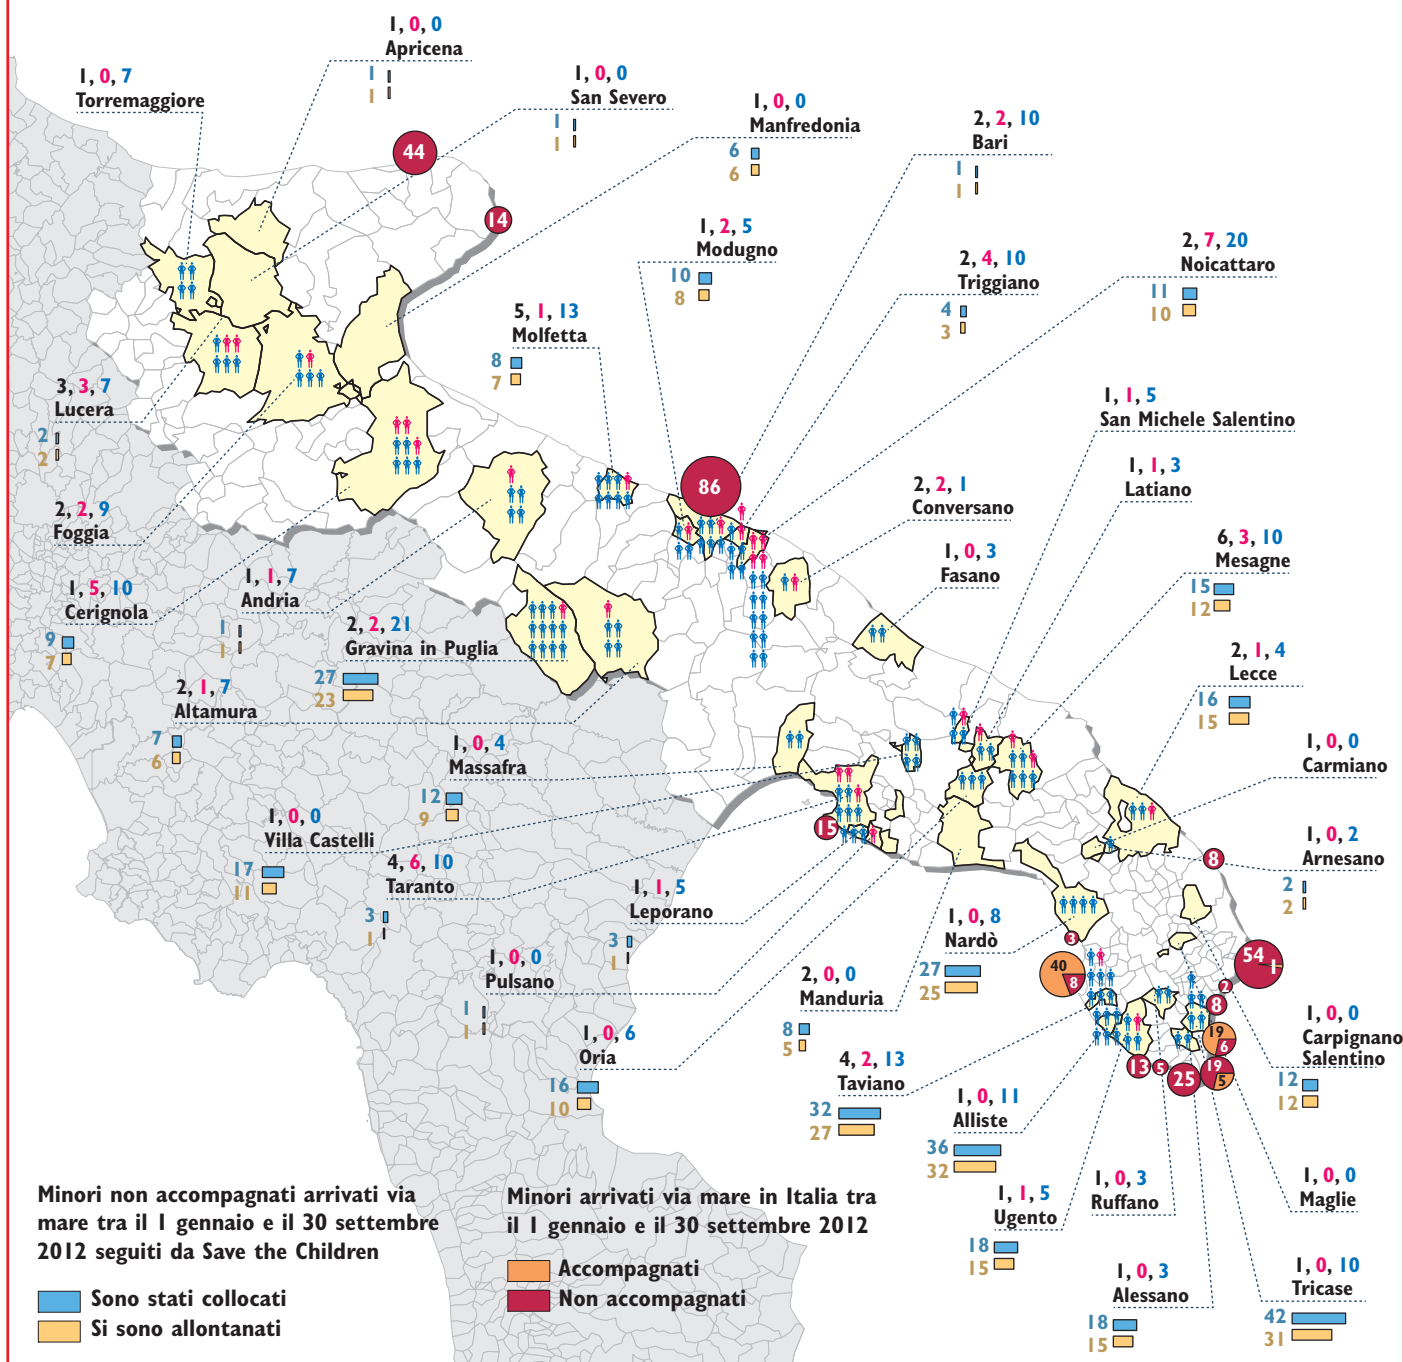 1, 0, 0
Apricena
1
1
1, 0, 7
Torremaggiore
1, 0, 0
San Severo
1
1
1, 0, 0
Manfredonia
6
6
2, 2, 10
Bari
1
1
44
14
1, 2, 5
Modugno
10
8
2, 4, 10
Triggiano
4
3
2, 7, 20
Noicattaro
11
10
5, 1, 13
Molfetta
8
7
3, 3, 7
Lucera
2
2
1, 1, 5
San Michele Salentino
1, 1, 3
Latiano
86
2, 2, 9
Foggia
2, 2, 1
Conversano
1, 0, 3
Fasano
6, 3, 10
Mesagne
15
12
1, 5, 10
Cerignola
9
7
1, 1, 7
Andria
1
1
2, 2, 21
Gravina in Puglia
27
23
2, 1, 4
Lecce
16
15
2, 1, 7
Altamura
7
6
1, 0, 4
Massafra
12
9
1, 0, 0
Carmiano
1, 0, 0
Villa Castelli
17
11
15
4, 6, 10
Taranto
3
1
1, 0, 2
Arnesano
2
2
8
1, 1, 5
Leporano
3
1
1, 0, 8
Nardò
27
25
3
40
8
54
1
2
8
19
6
19
5
25
5
13
1, 0, 0
Pulsano
1
1
2, 0, 0
Manduria
8
5
1, 0, 6
Oria
16
10
1, 0, 0
Carpignano
Salentino
12
12
4, 2, 13
Taviano
32
27
1, 0, 11
Alliste
36
32
1, 1, 5
Ugento
18
15
1, 0, 3
Ruffano
1, 0, 0
Maglie
1, 0, 3
Alessano
18
15
1, 0, 10
Tricase
42
31
Minori non accompagnati arrivati via
mare tra il 1 gennaio e il 30 settembre
2012 seguiti da Save the Children
Sono stati collocati
Si sono allontanati
Minori arrivati via mare in Italia tra
il 1 gennaio e il 30 settembre 2012
Accompagnati
Non accompagnati